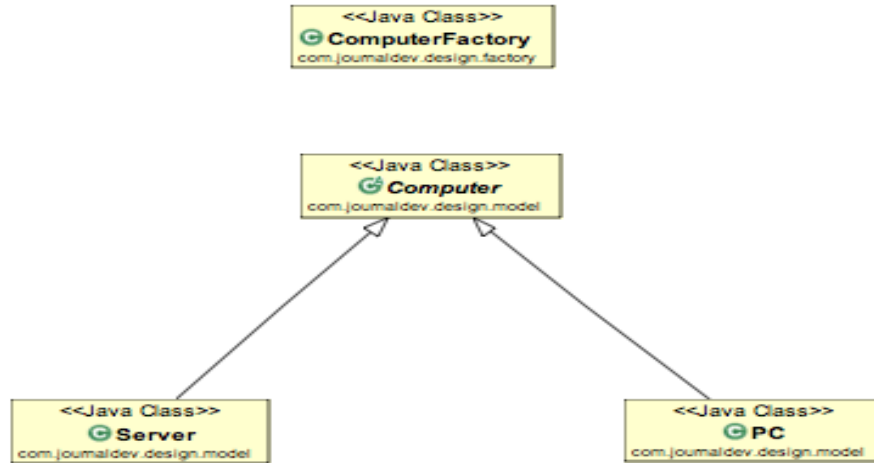 <<Java Class>>
ComputerFactory
com.journaldev.design.factory
<<Java Class>>
Computer
com.journaldev.design.model
<<Java Class>>
Server
com.journaldev.design.model
<<Java Class>>
PC
com.journaldev.design.model